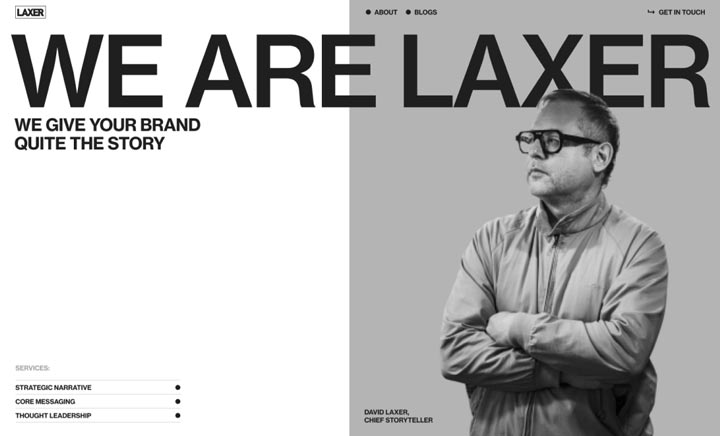 LAXER
ABOUT
BLOGS
GET IN TOUCH
WE ARE LAXER
WE GIVE YOUR BRAND
QUITE THE STORY
SERVICES:
STRATEGIC NARRATIVE
CORE MESSAGING
THOUGHT LEADERSHIP
DAVID LAXER,
CHIEF STORYTELLER